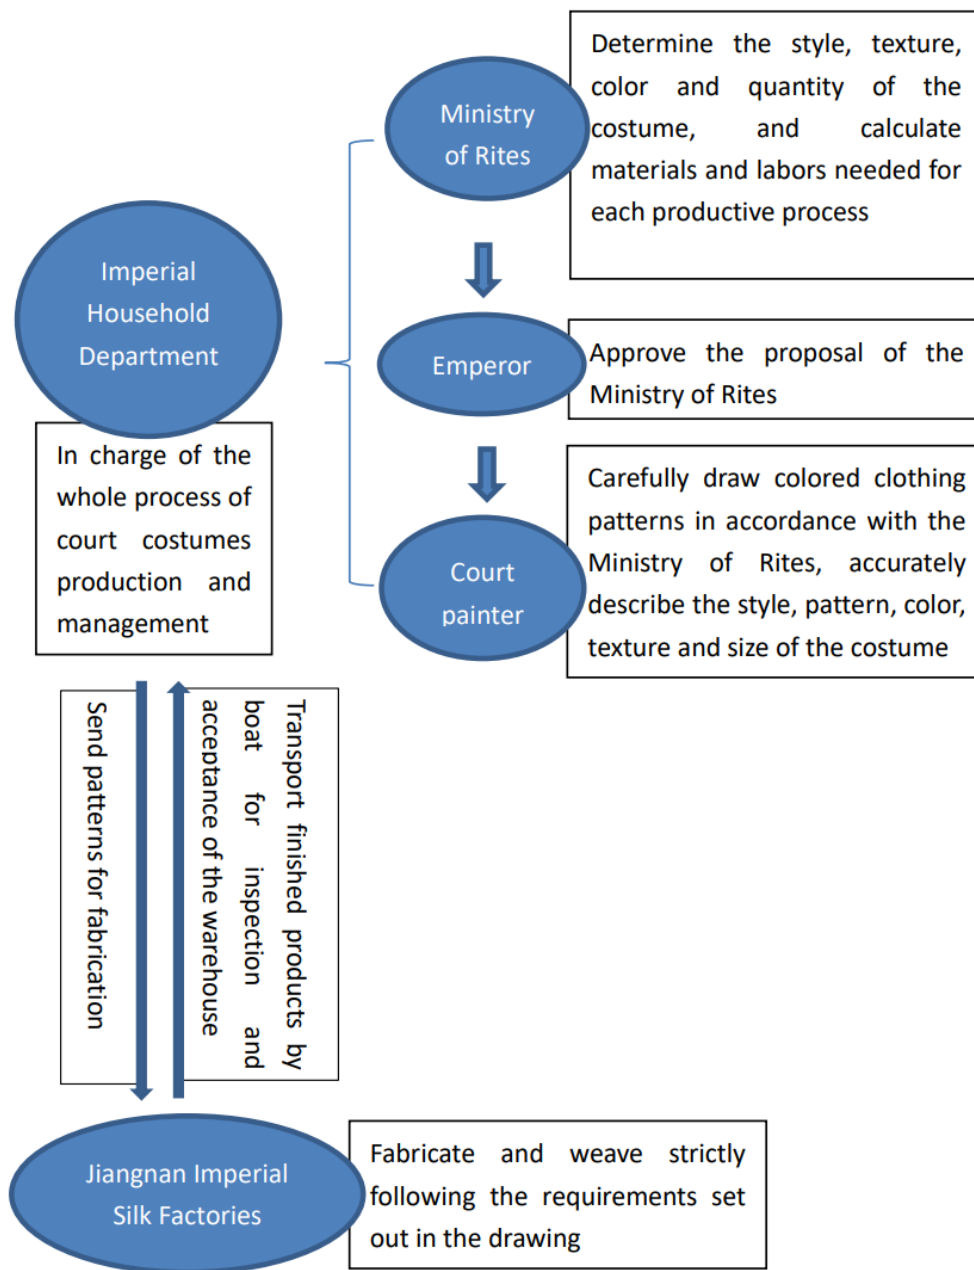 Ministry
of Rites
Determine the style, texture,
color and quantity of the
costume, and calculate
materials and labors needed for
each productive process
Imperial
Household
Department
In charge of the
whole process of
court costumes
production and
management
Emperor
Approve the proposal of the
Ministry of Rites
Court
painter
Carefully draw colored clothing
patterns in accordance with the
Ministry of Rites, accurately
describe the style, pattern, color,
texture and size of the costume
Send patterns for fabrication
Transport finished products by
boat for inspection and
acceptance of the warehouse
Jiangnan Imperial
Silk Factories
Fabricate and weave strictly
following the requirements set
out in the drawing